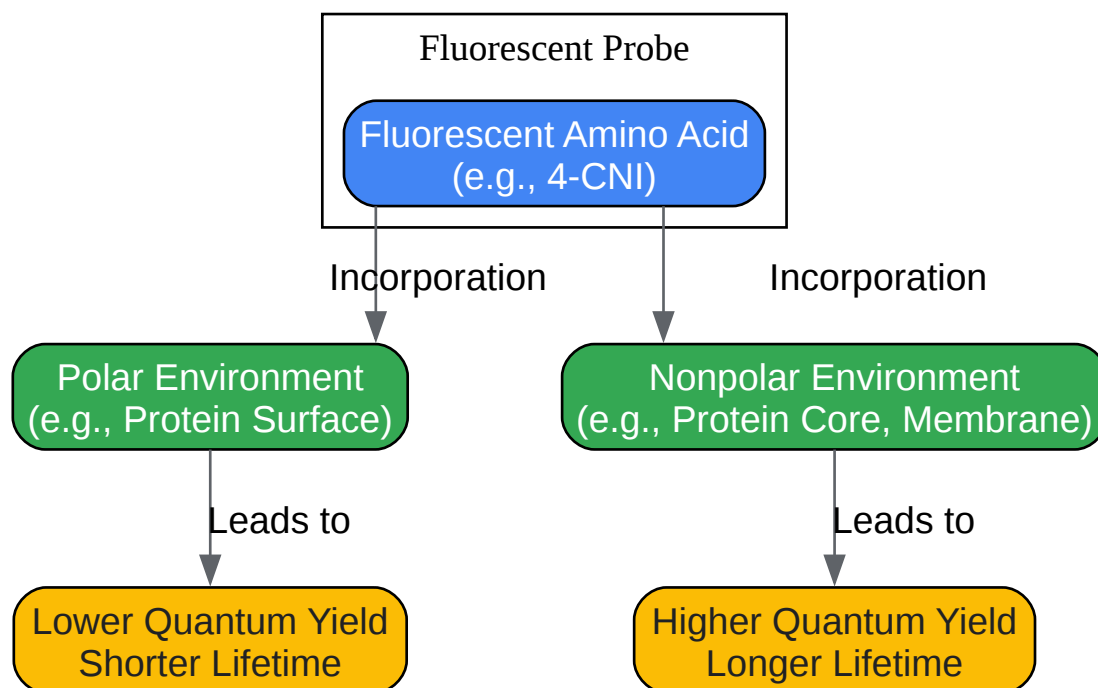 Fluorescent Probe
Fluorescent Amino Acid
(e.g., 4-CNI)
Incorporation
Incorporation
Polar Environment
(e.g., Protein Surface)
Nonpolar Environment
(e.g., Protein Core, Membrane)
Leads to
Leads to
Lower Quantum Yield
Shorter Lifetime
Higher Quantum Yield
Longer Lifetime